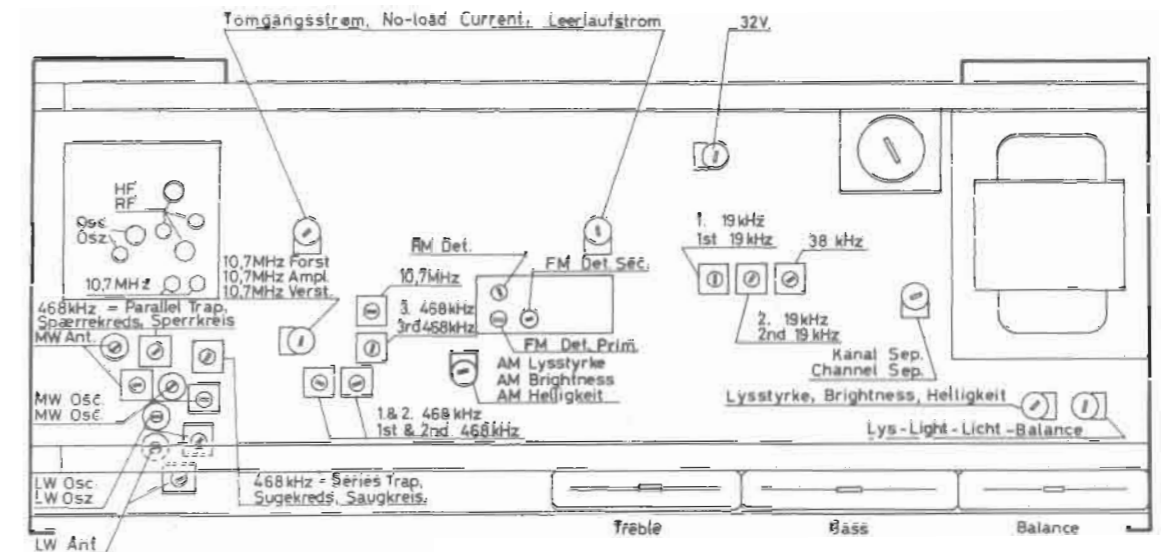 Tomgangsstrøm, No-load Current, Leerlaufstrom
32V.
HF.
RF.
Osc.
Ösz.
10,7MHz
10,7MHz Forst
10,7MHz Ampl.
10,7MHz Verst.
FM Det.
FM Det. Sec.
1. 19kHz
1st 19kHz
38 kHz
10,7MHz
3. 468kHz
3rd 468kHz
468kHz = Parallel Trap,
Spærrekreds, Sperrkreis
MW Ant.
FM Det. Prim.
AM Lysstyrke
AM Brightness
AM Helligkeit
2. 19kHz
2nd 19kHz
Kanal Sep.
Channel Sep.
MW Osc.
MW Osc.
1.& 2. 468kHz
1st & 2nd. 468kHz
Lysstyrke, Brightness, Helligkeit
Lys-Light-Licht-Balance
LW Osc
LW Osz
468kHz = Series Trap,
Sugekreds, Saugkreis.
Treble
Bass
Balance
LW Ant